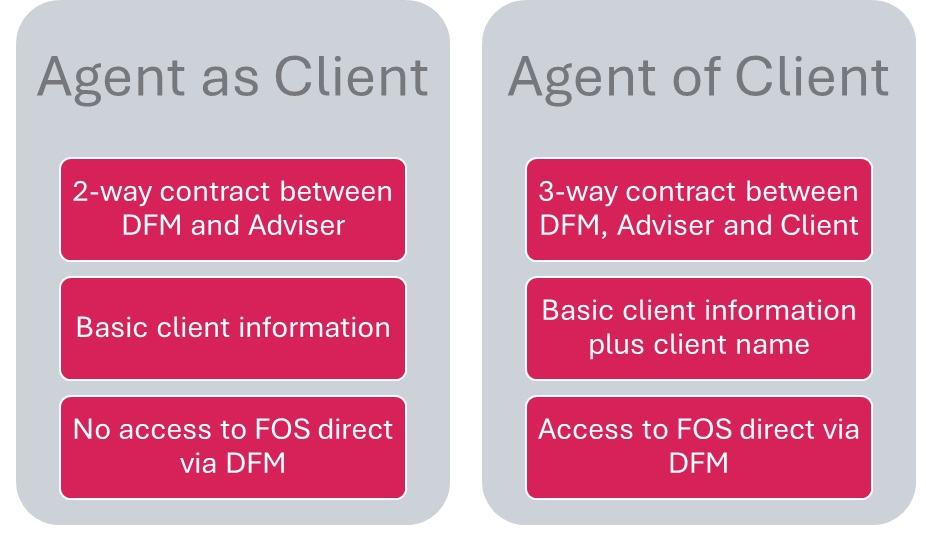 Agent as Client
2-way contract between
DFM and Adviser
Basic client information
No access to FOS direct
via DFM
Agent of Client
3-way contract between
DFM, Adviser and Client
Basic client information
plus client name
Access to FOS direct via
DFM